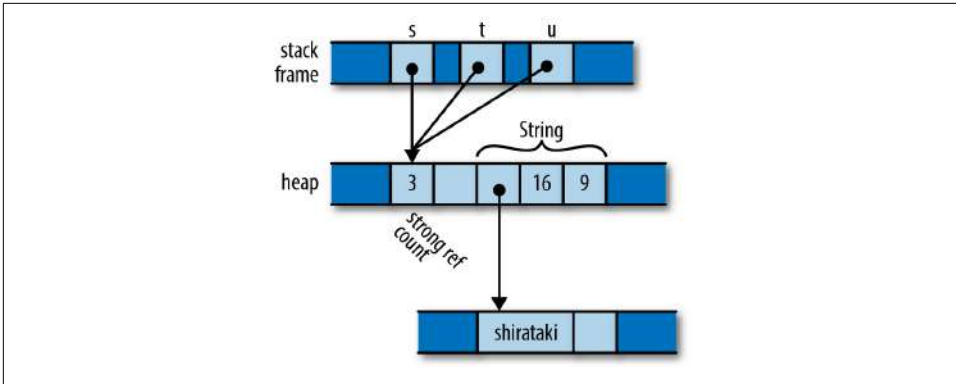 s t u
stack
frame
String
heap 3 16 9
strong ref
count
shirataki